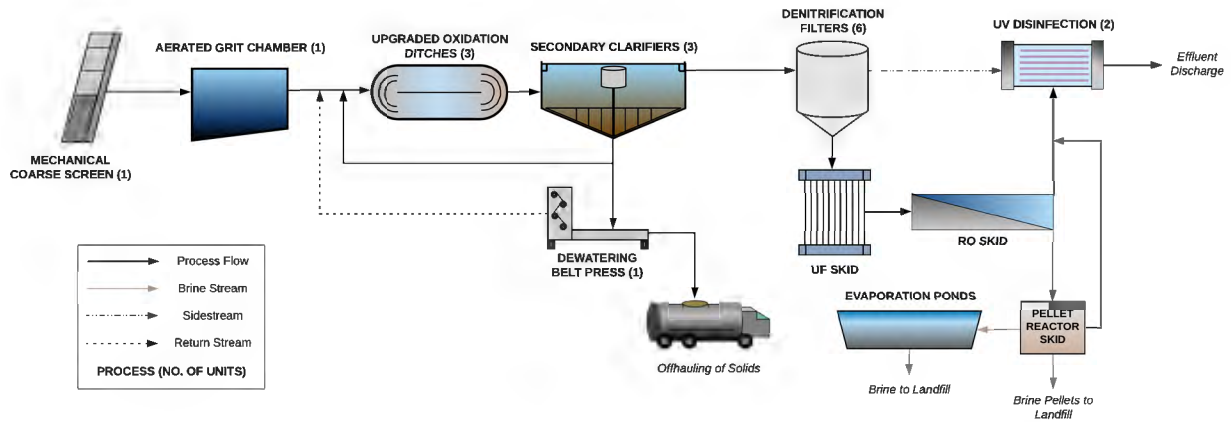 MECHANICAL
COARSE SCREEN (1)
AERATED GRIT CHAMBER (1)
UPGRADED OXIDATION
DITCHES (3)
SECONDARY CLARIFIERS (3)
DENITRIFICATION
FILTERS (6)
UV DISINFECTION (2)
Effluent
Discharge
UF SKID
RO SKID
DEWATERING
BELT PRESS (1)
Offhauling of Solids
EVAPORATION PONDS
PELLET
REACTOR
SKID
Brine to Landfill
Brine Pellets to
Landfill
Process Flow
Brine Stream
Sidestream
Return Stream
PROCESS (NO. OF UNITS)